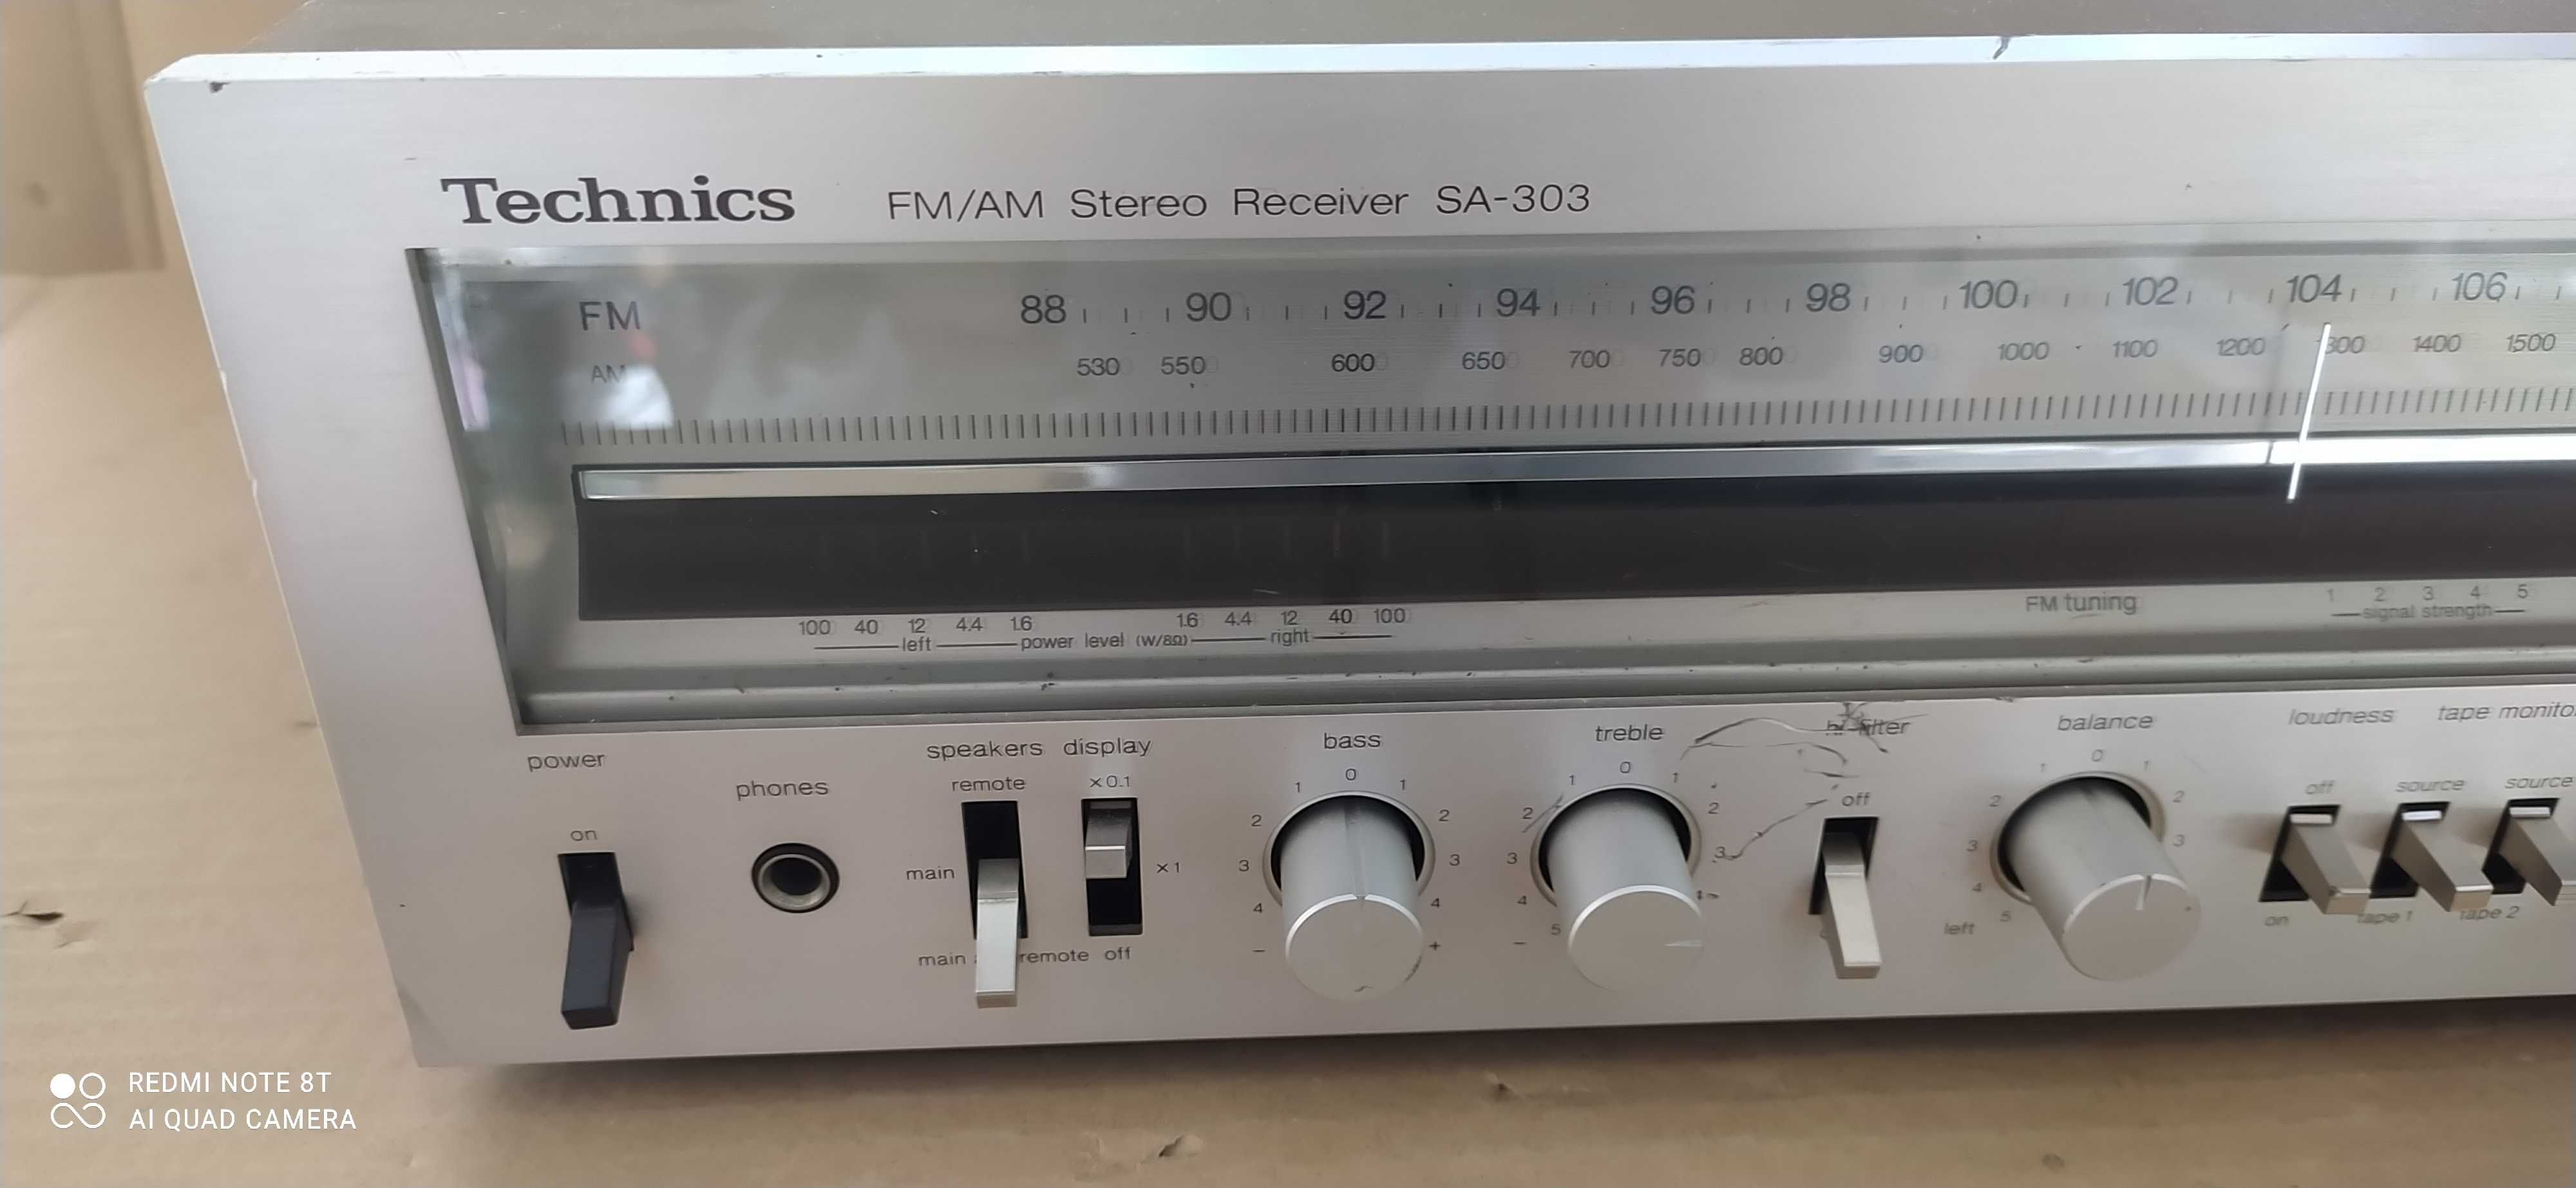 Technics FM/AM Stereo Receiver SA-303
FM 88 90 92 94 96 98 100 102 104 106
AM 530 550 600 650 700 750 800 900 1000 1100 1200 1300 1400 1500
100 40 12 4.4 1.6 1.6 4.4 12 40 100
left power level (W/8Ω) right
FM tuning
1 2 3 4 5
signal strength
power
on
phones
speakers
remote
main
main remote
display
×0.1
×1
off
bass
0
1 1
2 2
3 3
4 4
- +
treble
0
1 1
2 2
3 3
4 4
5
-
hi-filter
off
balance
0
1 1
2 2
3 3
4
5
left
loudness
off
on
tape monito
source source
tape 1 tape 2
REDMI NOTE 8T
AI QUAD CAMERA